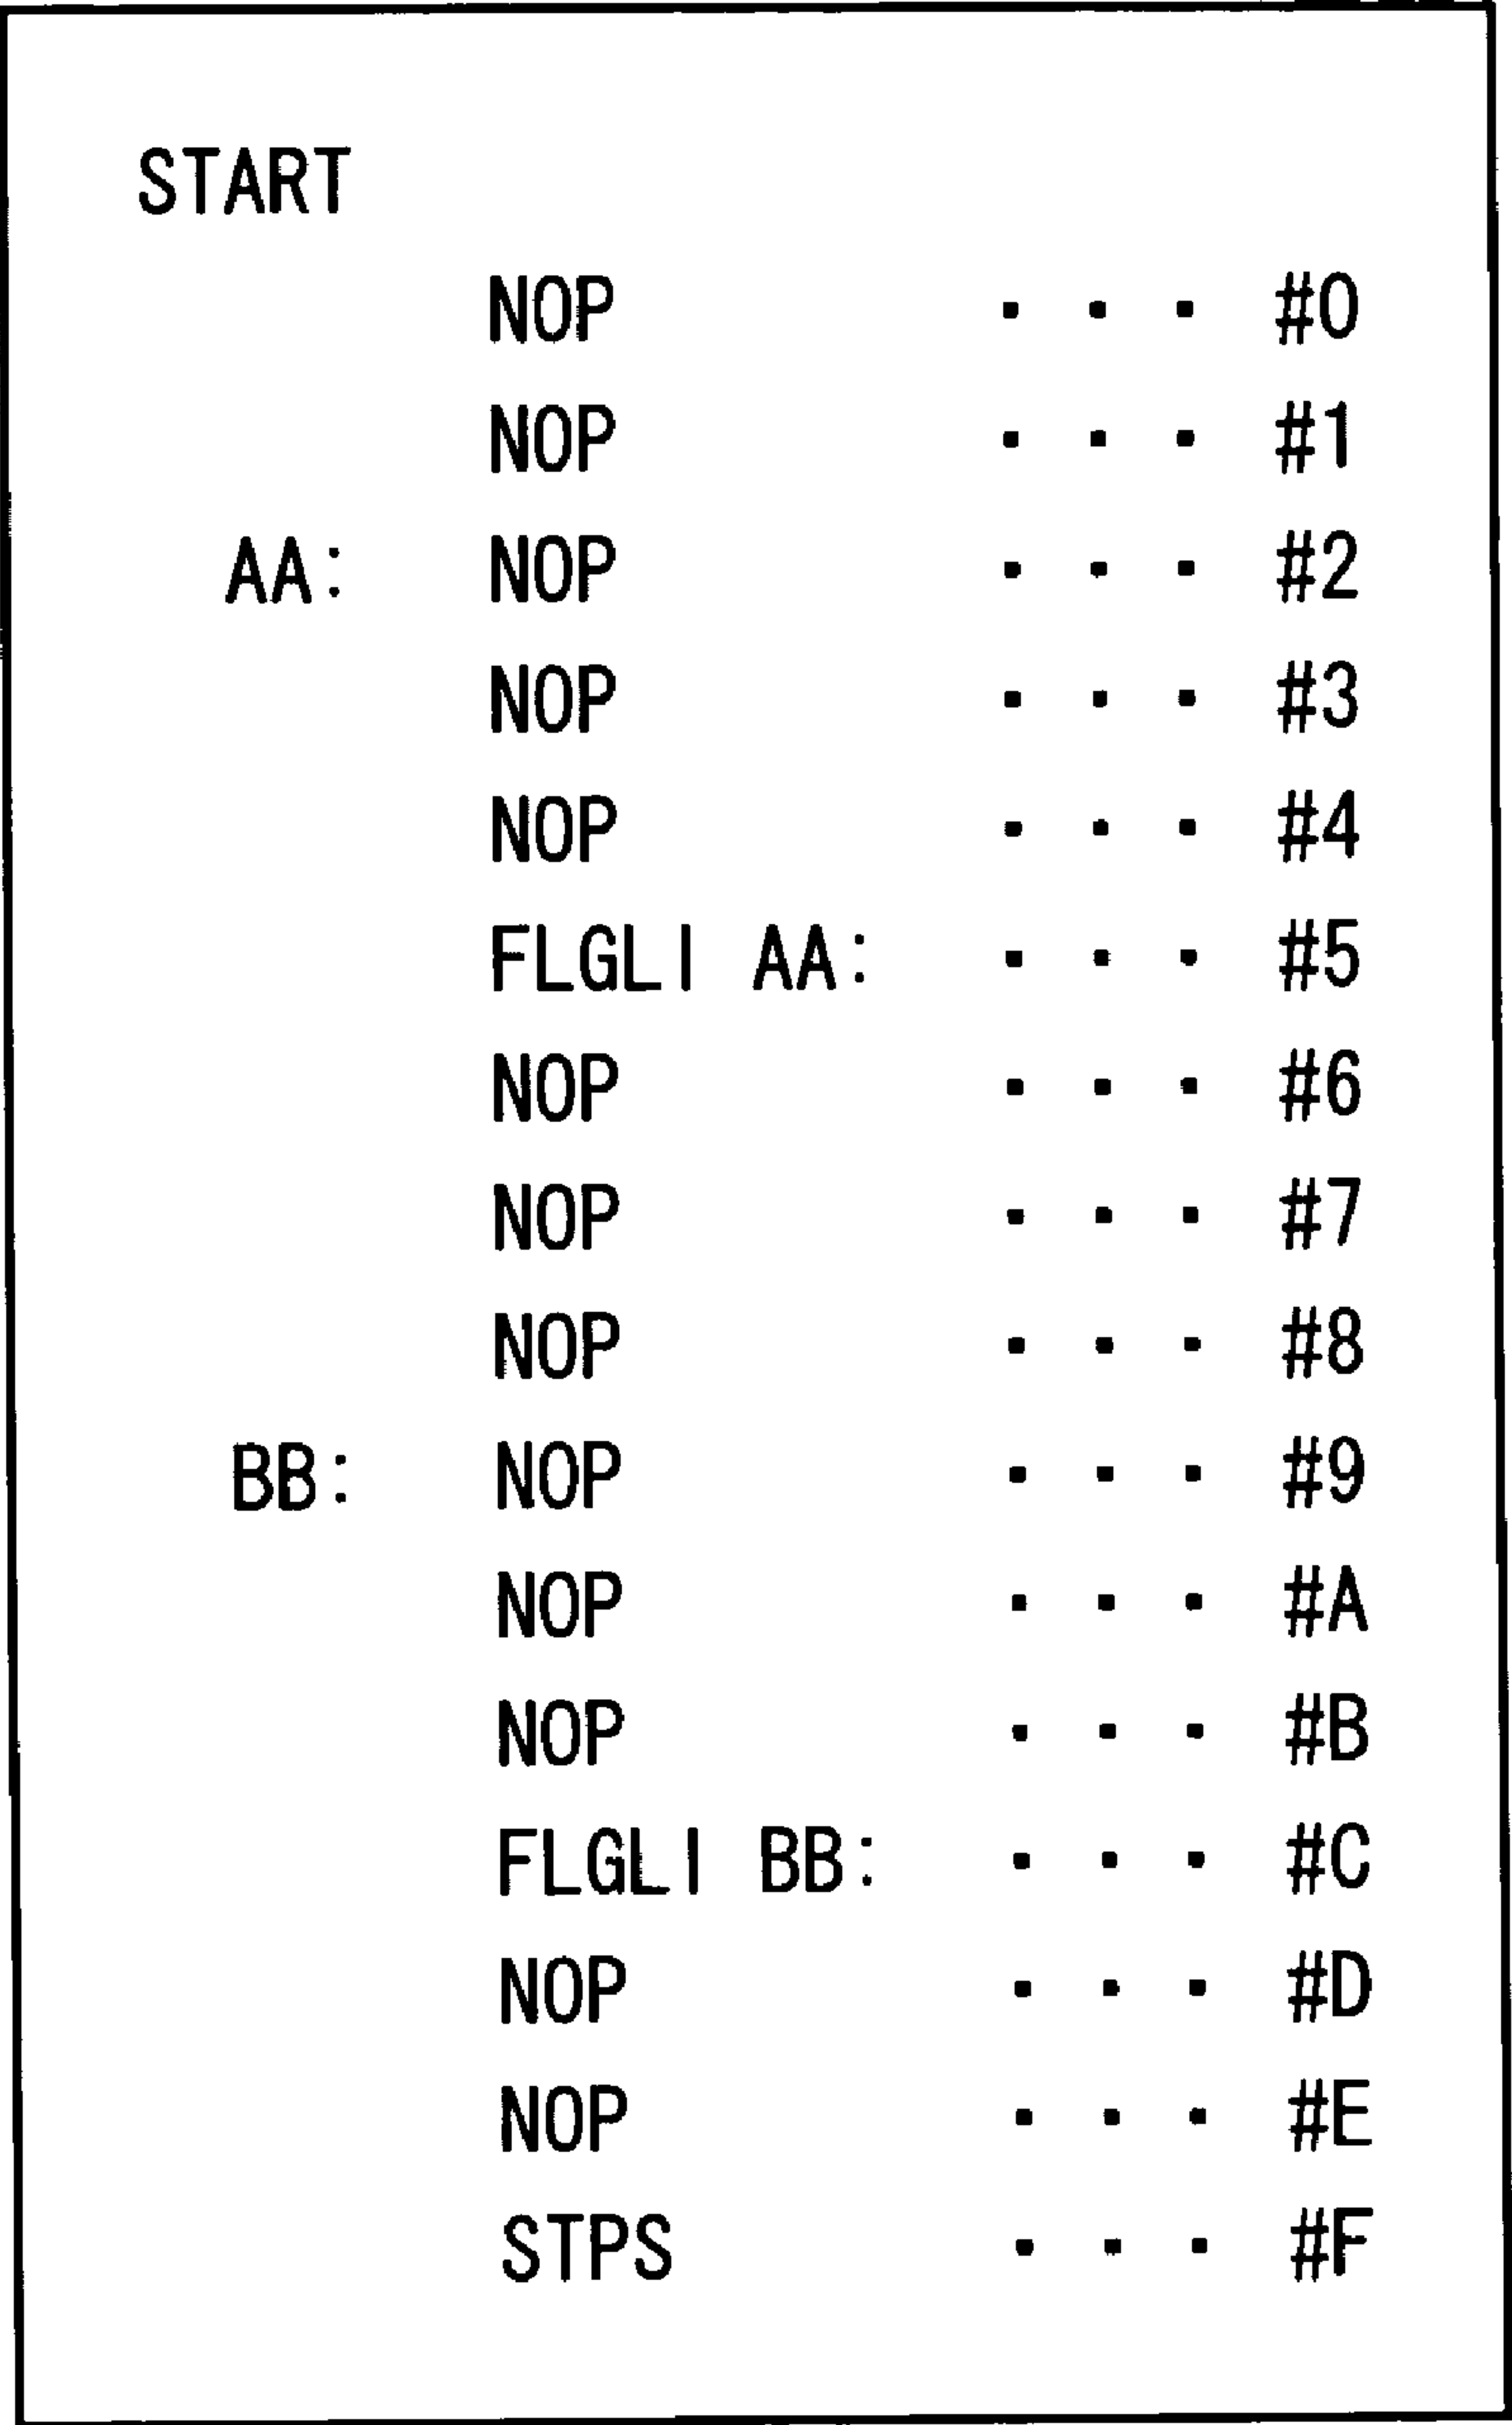 START
NOP ・・・ #0
NOP ・・・ #1
AA: NOP ・・・ #2
NOP ・・・ #3
NOP ・・・ #4
FLGLI AA: ・・・ #5
NOP ・・・ #6
NOP ・・・ #7
NOP ・・・ #8
BB: NOP ・・・ #9
NOP ・・・ #A
NOP ・・・ #B
FLGLI BB: ・・・ #C
NOP ・・・ #D
NOP ・・・ #E
STPS ・・・ #F